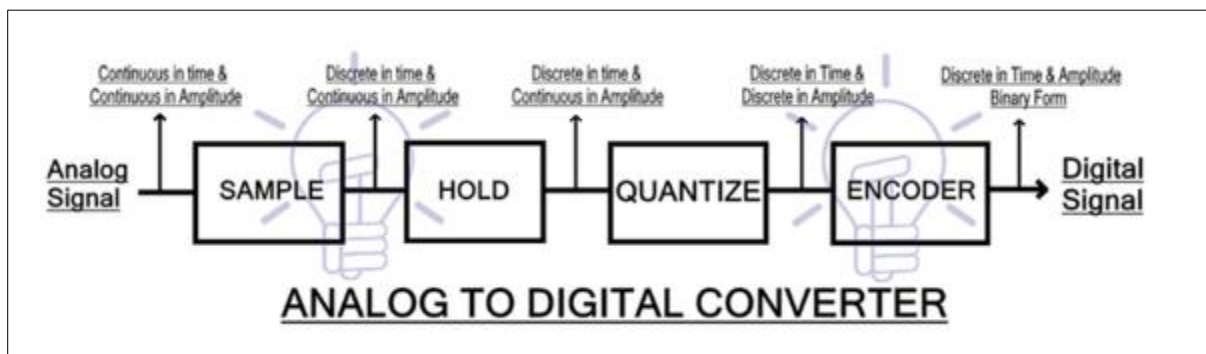 Continuous in time &
Continuous in Amplitude
Discrete in time &
Continuous in Amplitude
Discrete in time &
Continuous in Amplitude
Discrete in Time &
Discrete in Amplitude
Discrete in Time & Amplitude
Binary Form
Analog
Signal
SAMPLE
HOLD
QUANTIZE
ENCODER
Digital
Signal
ANALOG TO DIGITAL CONVERTER